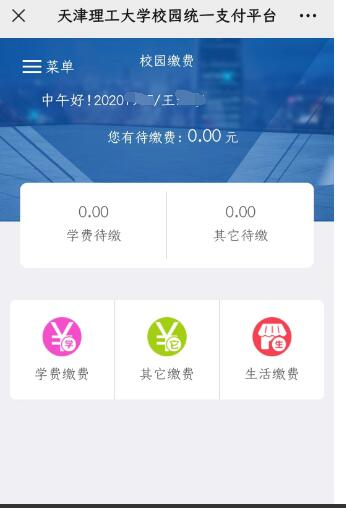 天津理工大学校园统一支付平台
菜单
校园缴费
中午好!2020 /王
您有待缴费: 0.00 元
0.00 0.00
学费待缴 其它待缴
学 它 生
学费缴费 其它缴费 生活缴费